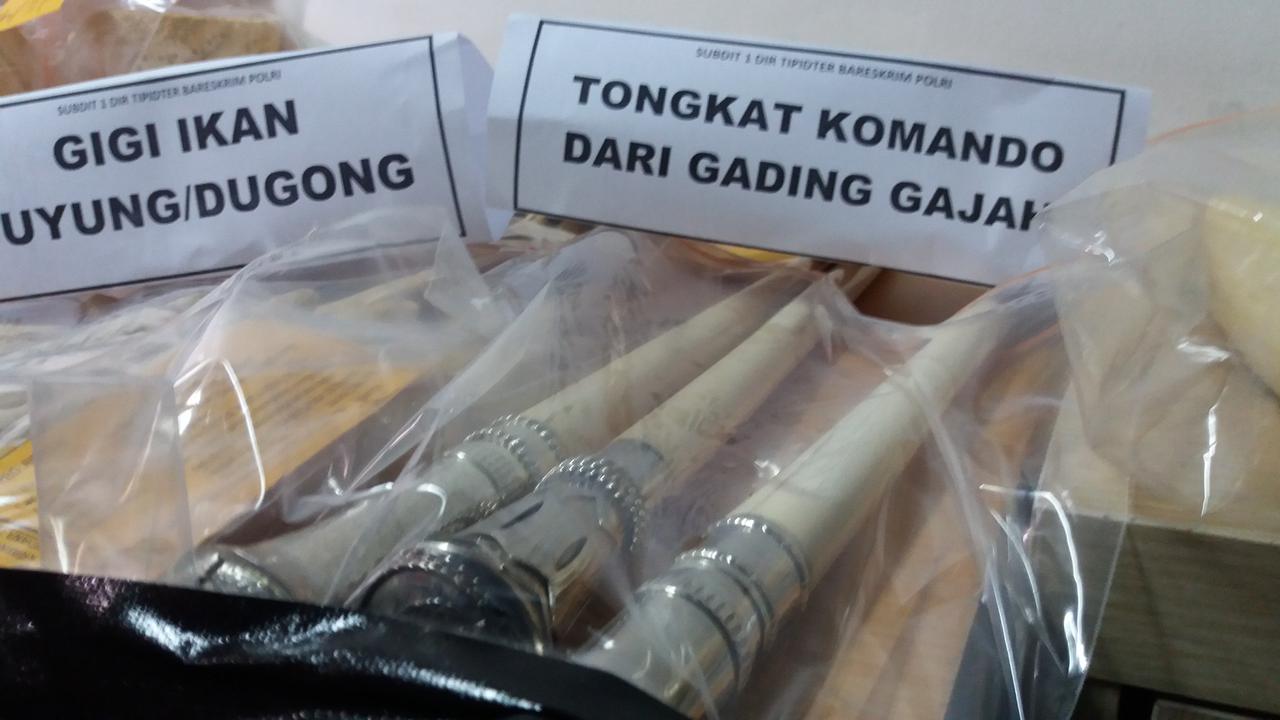 SUBDIT 1 DIR TIPIDTER BARESKRIM POLRI
GIGI IKAN
UYUNG/DUGONG
SUBDIT 1 DIR TIPIDTER BARESKRIM POLRI
TONGKAT KOMANDO
DARI GADING GAJAH